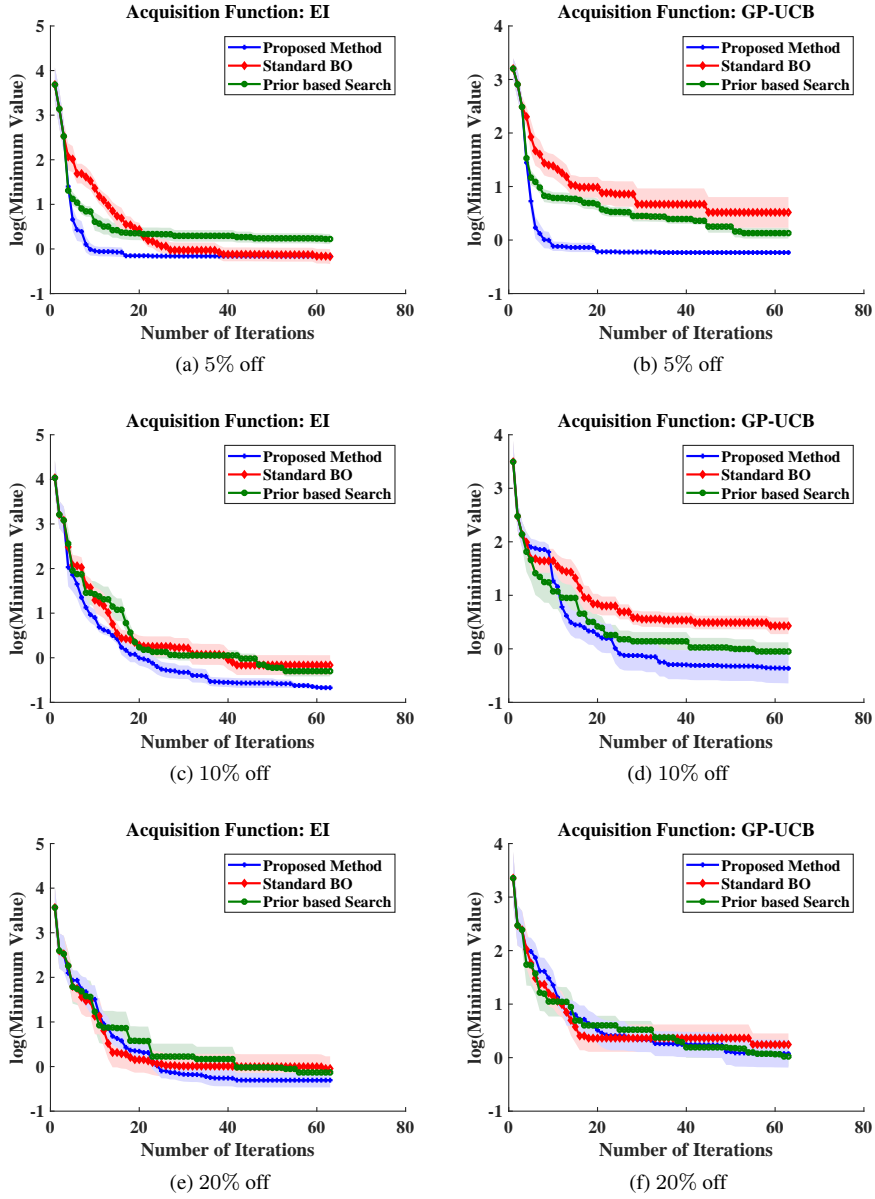 Acquisition Function: EI
5
4
3
2
1
0
-1
log(Minimum Value)
Proposed Method
Standard BO
Prior based Search
0 20 40 60 80
Number of Iterations
(a) 5% off
Acquisition Function: GP-UCB
4
3
2
1
0
-1
log(Minimum Value)
Proposed Method
Standard BO
Prior based Search
0 20 40 60 80
Number of Iterations
(b) 5% off
Acquisition Function: EI
5
4
3
2
1
0
-1
log(Minimum Value)
Proposed Method
Standard BO
Prior based Search
0 20 40 60 80
Number of Iterations
(c) 10% off
Acquisition Function: GP-UCB
4
3
2
1
0
-1
log(Minimum Value)
Proposed Method
Standard BO
Prior based Search
0 20 40 60 80
Number of Iterations
(d) 10% off
Acquisition Function: EI
5
4
3
2
1
0
-1
log(Minimum Value)
Proposed Method
Standard BO
Prior based Search
0 20 40 60 80
Number of Iterations
(e) 20% off
Acquisition Function: GP-UCB
4
3
2
1
0
-1
log(Minimum Value)
Proposed Method
Standard BO
Prior based Search
0 20 40 60 80
Number of Iterations
(f) 20% off